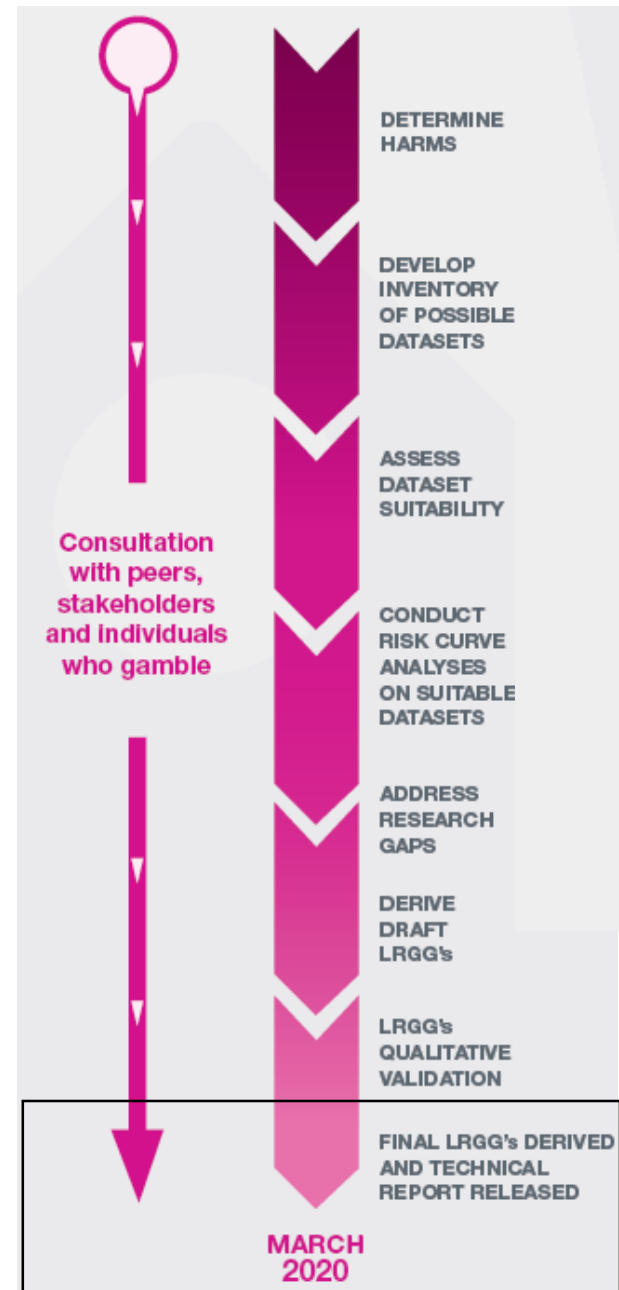 DETERMINE
HARMS
DEVELOP
INVENTORY
OF POSSIBLE
DATASETS
ASSESS
DATASET
SUITABILITY
Consultation
with peers,
stakeholders
and individuals
who gamble
CONDUCT
RISK CURVE
ANALYSES
ON SUITABLE
DATASETS
ADDRESS
RESEARCH
GAPS
DERIVE
DRAFT
LRGG's
LRGG's
QUALITATIVE
VALIDATION
FINAL LRGG's DERIVED
AND TECHNICAL
REPORT RELEASED
MARCH
2020